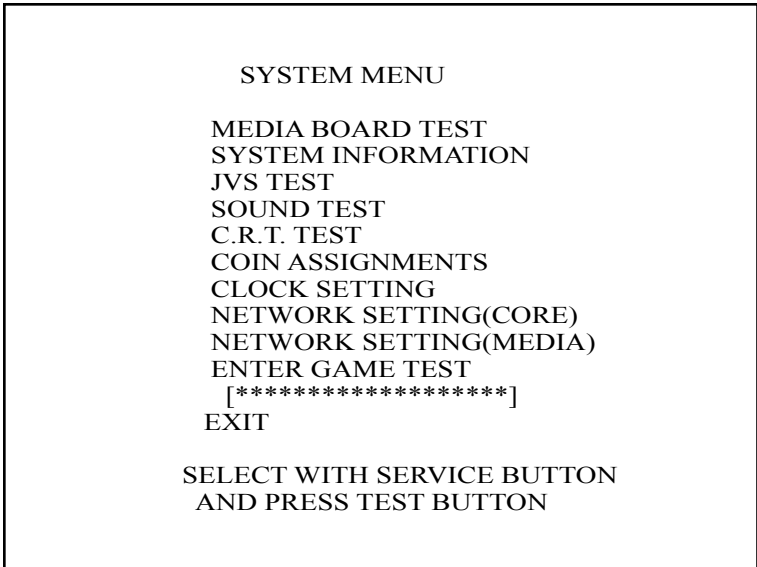 SYSTEM MENU
MEDIA BOARD TEST
SYSTEM INFORMATION
JVS TEST
SOUND TEST
C.R.T. TEST
COIN ASSIGNMENTS
CLOCK SETTING
NETWORK SETTING(CORE)
NETWORK SETTING(MEDIA)
ENTER GAME TEST
[*******************]
EXIT
SELECT WITH SERVICE BUTTON
AND PRESS TEST BUTTON